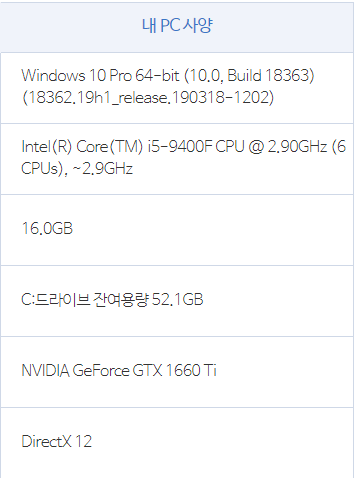 내 PC 사양
Windows 10 Pro 64-bit (10.0, Build 18363)
(18362.19h1_release.190318-1202)
Intel(R) Core(TM) i5-9400F CPU @ 2.90GHz (6
CPUs), ~2.9GHz
16.0GB
C:드라이브 잔여용량 52.1GB
NVIDIA GeForce GTX 1660 Ti
DirectX 12